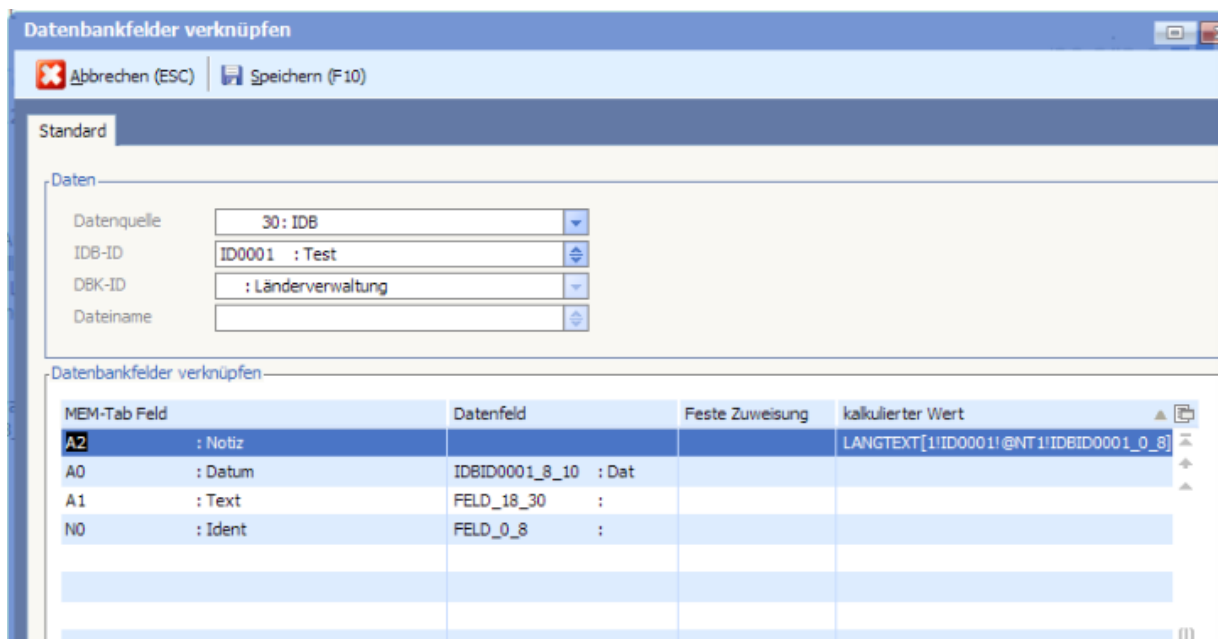 Datenbankfelder verknüpfen
Abbrechen (ESC) Speichern (F10)
Standard
Daten
Datenquelle 30: IDB
IDB-ID ID0001 : Test
DBK-ID : Länderverwaltung
Dateiname
Datenbankfelder verknüpfen
MEM-Tab Feld Datenfeld Feste Zuweisung kalkulierter Wert
A2 : Notiz LANGTEXT[1!ID0001!@NT1!IDBID0001_0_8]
A0 : Datum IDBID0001_8_10 : Dat
A1 : Text FELD_18_30 :
N0 : Ident FELD_0_8 :